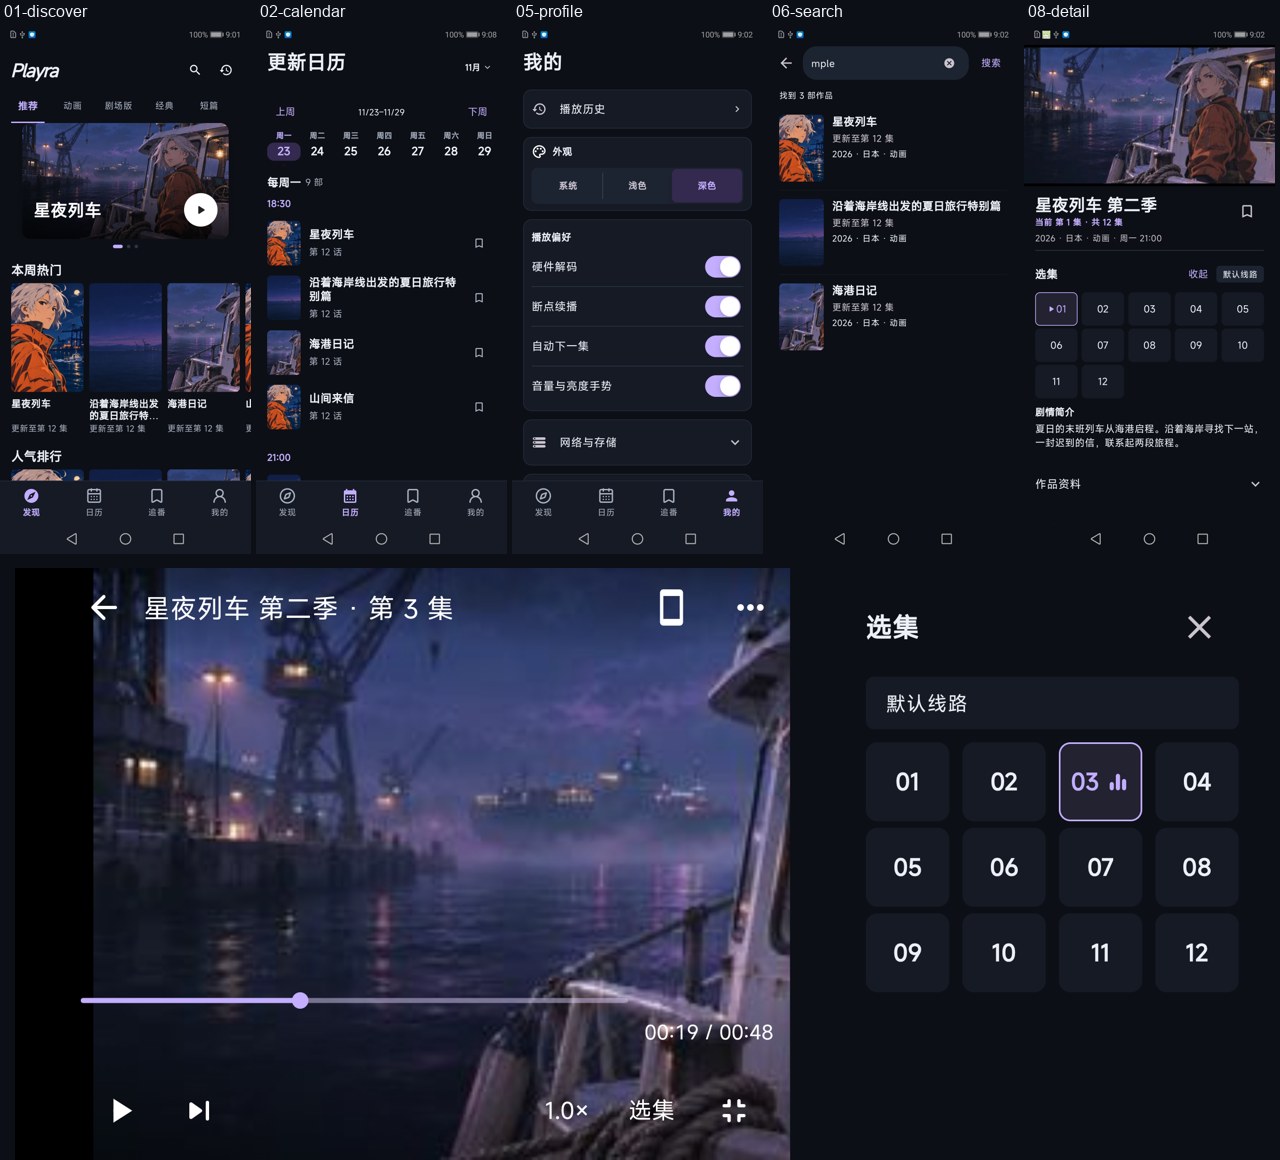 01-discover
100% 9:01
Playra
推荐 动画 剧场版 经典 短篇
星夜列车
本周热门
星夜列车
更新至第 12 集
沿着海岸线出发
的夏日旅行特...
更新至第 12 集
海港日记
更新至第 12 集
人气排行
发现 日历 追番 我的
02-calendar
100% 9:08
更新日历
11月
上周 11/23–11/29 下周
周一 周二 周三 周四 周五 周六 周日
23 24 25 26 27 28 29
每周一 9 部
18:30
星夜列车
第 12 话
沿着海岸线出发的夏日旅行特
别篇
第 12 话
海港日记
第 12 话
山间来信
第 12 话
21:00
发现 日历 追番 我的
05-profile
100% 9:02
我的
播放历史
外观
系统 浅色 深色
播放偏好
硬件解码
断点续播
自动下一集
音量与亮度手势
网络与存储
发现 日历 追番 我的
06-search
100% 9:02
mple
搜索
找到 3 部作品
星夜列车
更新至第 12 集
2026 · 日本 · 动画
沿着海岸线出发的夏日旅行特别篇
更新至第 12 集
2026 · 日本 · 动画
海港日记
更新至第 12 集
2026 · 日本 · 动画
08-detail
100% 9:02
星夜列车 第二季
当前 第 1 集 · 共 12 集
2026 · 日本 · 动画 · 周一 21:00
选集 收起 默认线路
01 02 03 04 05
06 07 08 09 10
11 12
剧情简介
夏日的末班列车从海港启程。沿着海岸寻找下一站，
一封迟到的信，联系起两段旅程。
作品资料
星夜列车 第二季 · 第 3 集
00:19 / 00:48
1.0× 选集
选集
默认线路
01 02 03 04
05 06 07 08
09 10 11 12